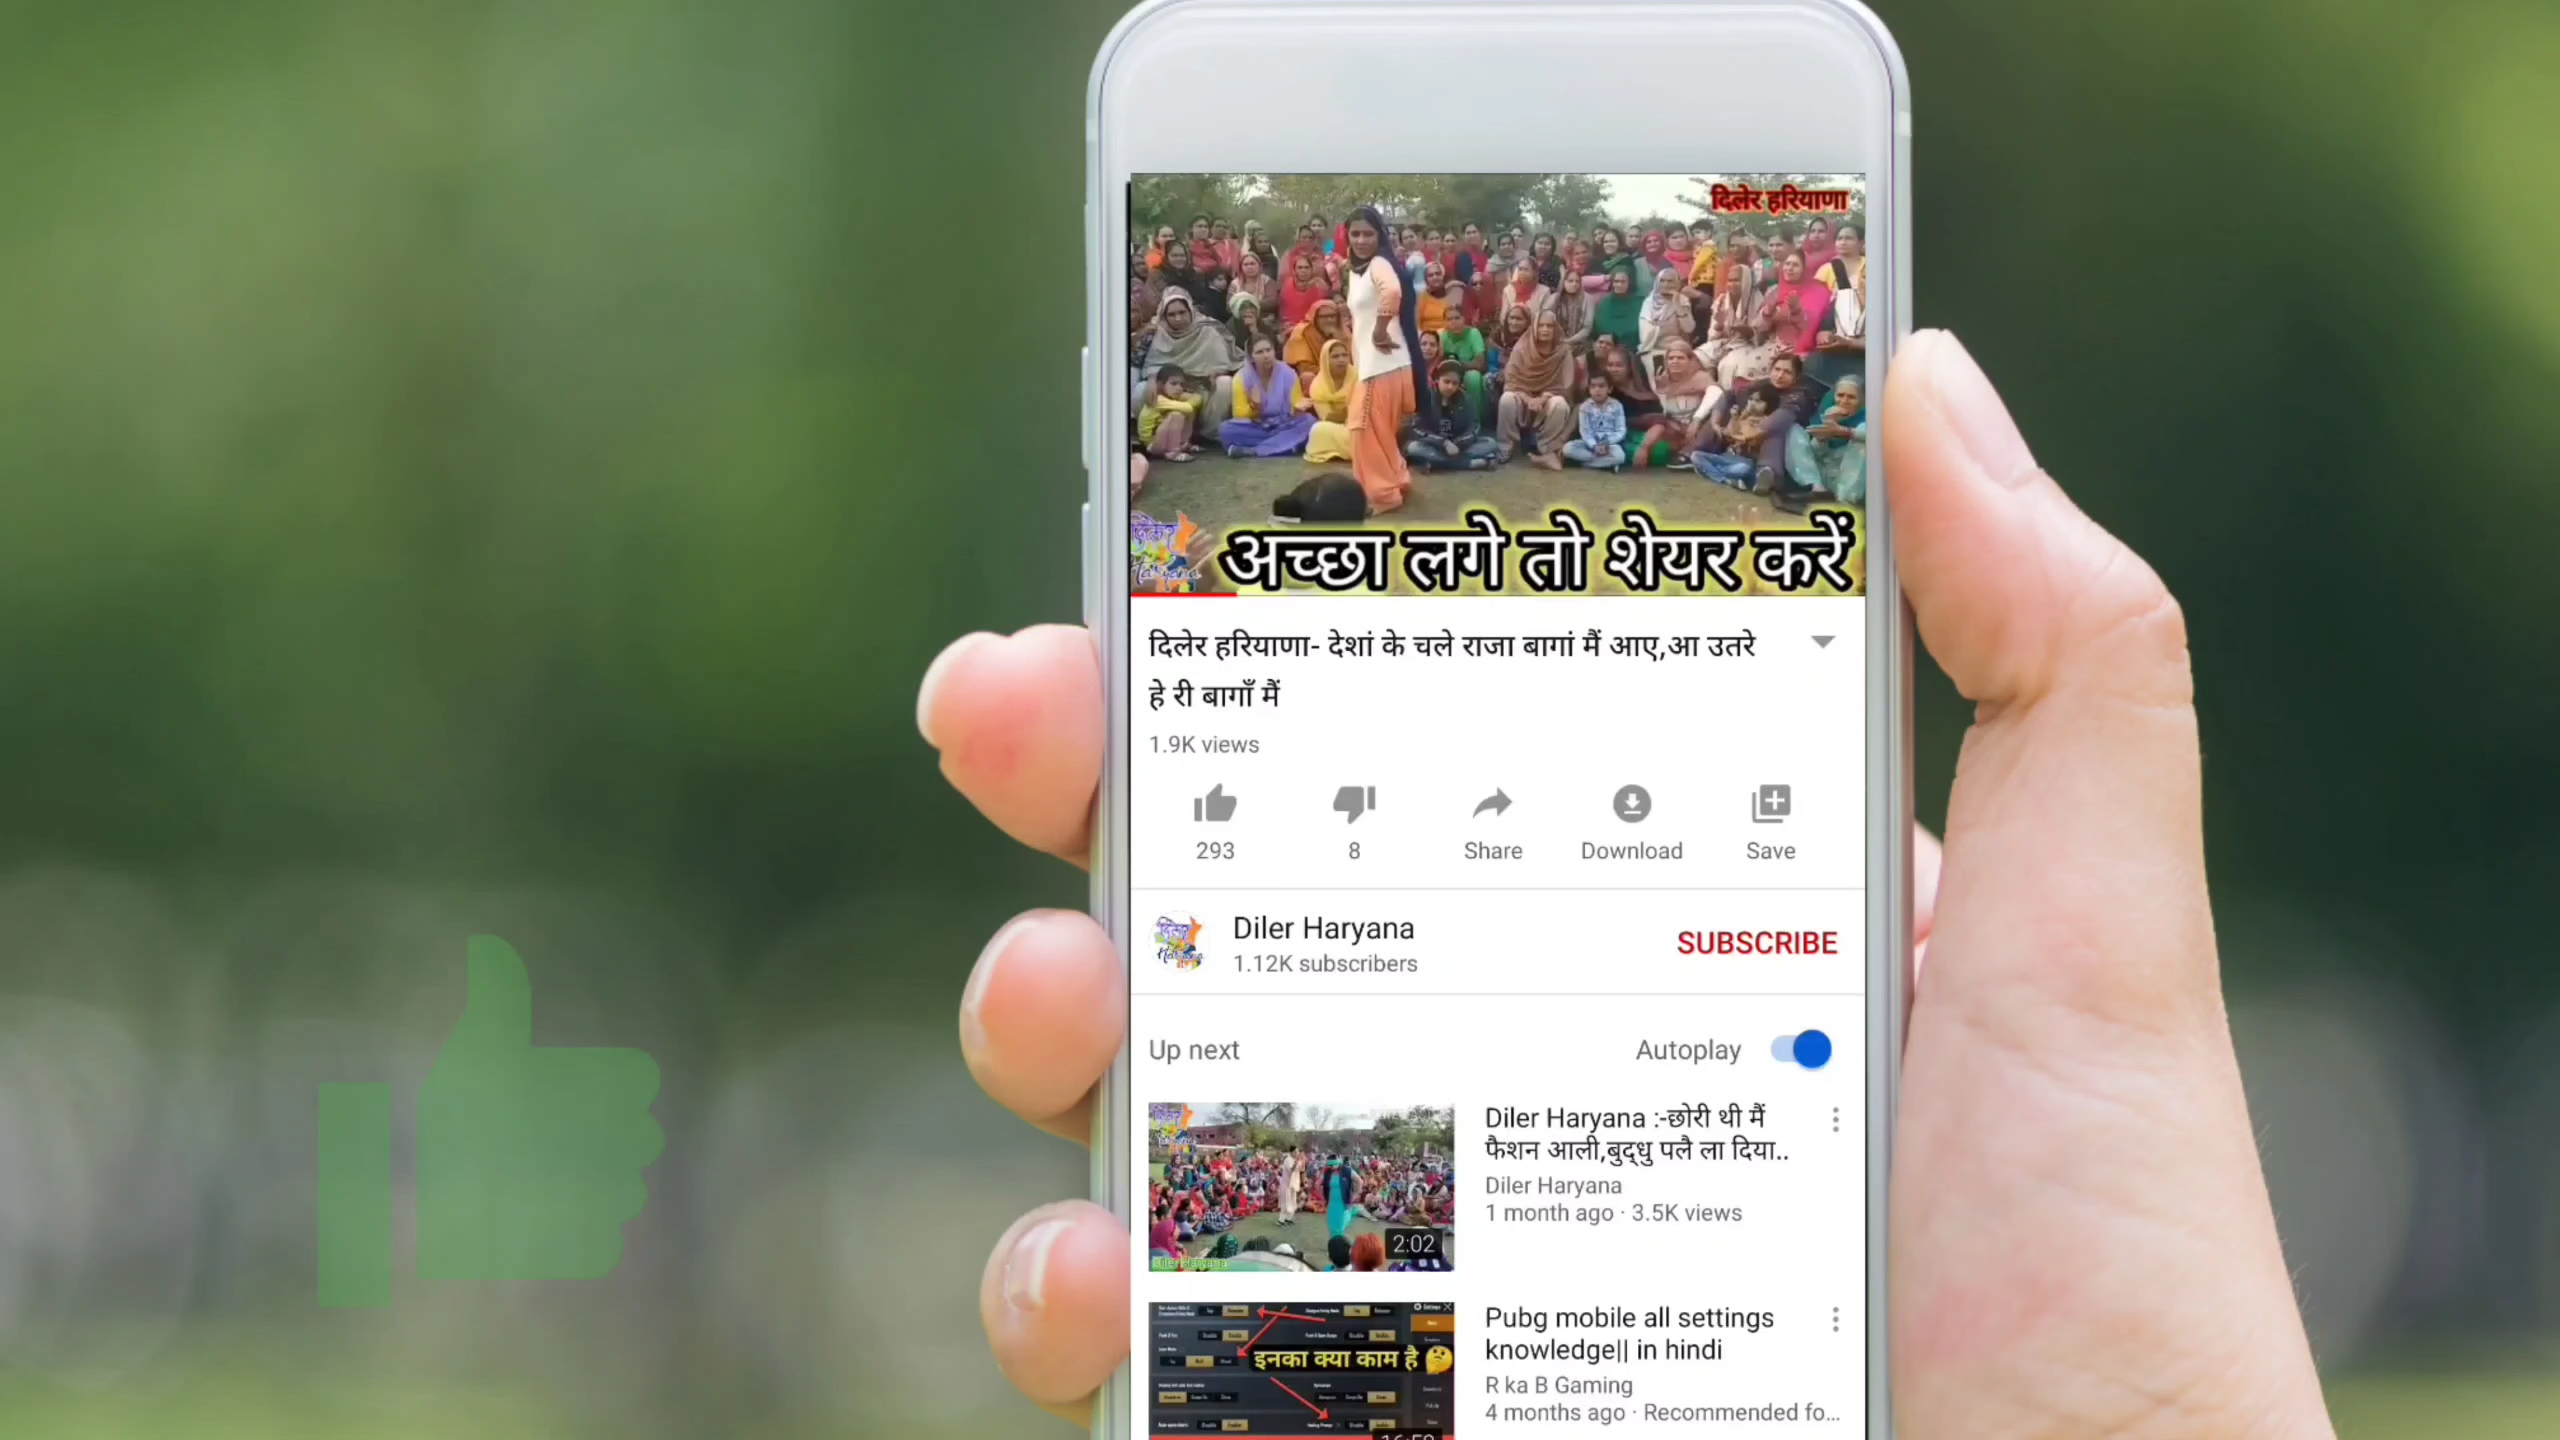 दिलेर हरियाणा
अच्छा लगे तो शेयर करें
दिलेर हरियाणा- देशां के चले राजा बागां मैं आए,आ उतरे
हे री बागाँ मैं
1.9K views
293
8
Share
Download
Save
Diler Haryana
1.12K subscribers
SUBSCRIBE
Up next
Autoplay
Diler Haryana :-छोरी थी मैं
फैशन आली,बुद्धु पलै ला दिया..
Diler Haryana
1 month ago · 3.5K views
2:02
Diler Haryana
Pubg mobile all settings
knowledge|| in hindi
R ka B Gaming
4 months ago · Recommended fo...
इनका क्या काम है